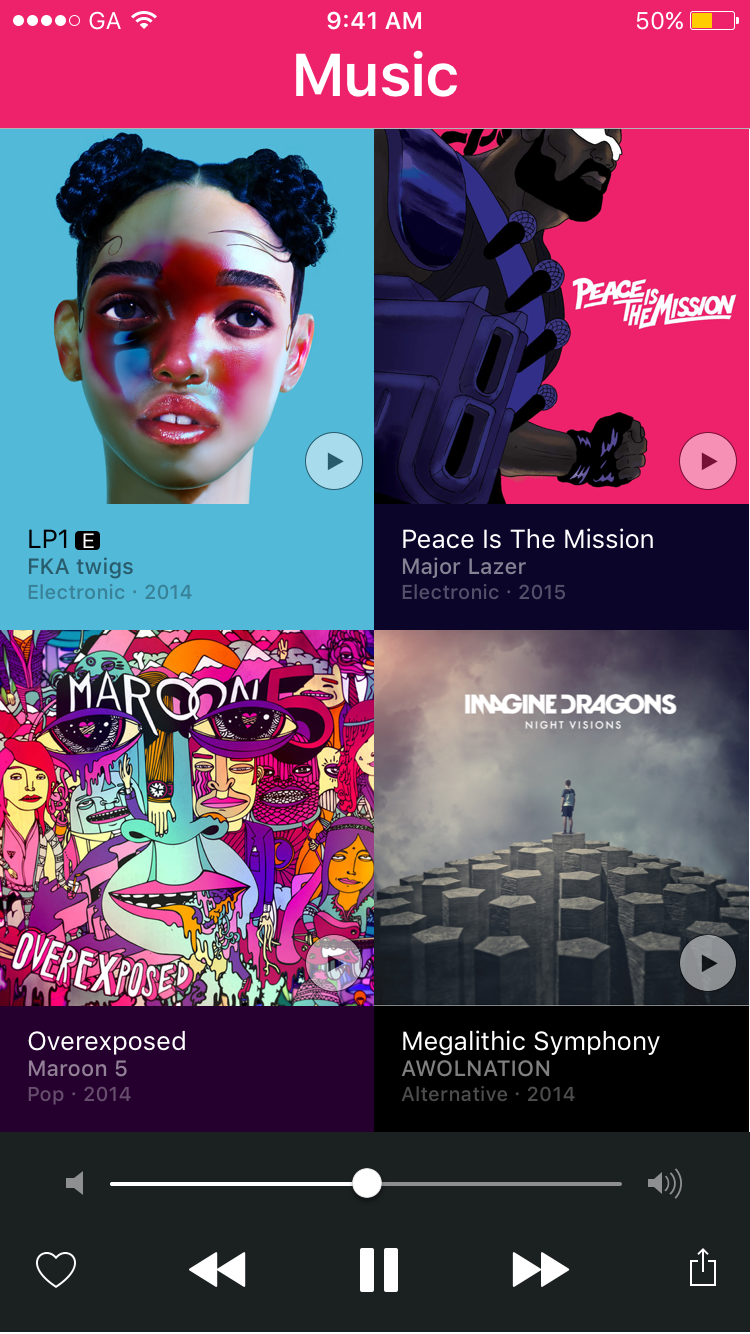 GA 9:41 AM 50%
Music
PEACE IS THE MISSION
LP1 E
FKA twigs
Electronic · 2014
Peace Is The Mission
Major Lazer
Electronic · 2015
MAROON 5
OVEREXPOSED
IMAGINE DRAGONS
NIGHT VISIONS
Overexposed
Maroon 5
Pop · 2014
Megalithic Symphony
AWOLNATION
Alternative · 2014